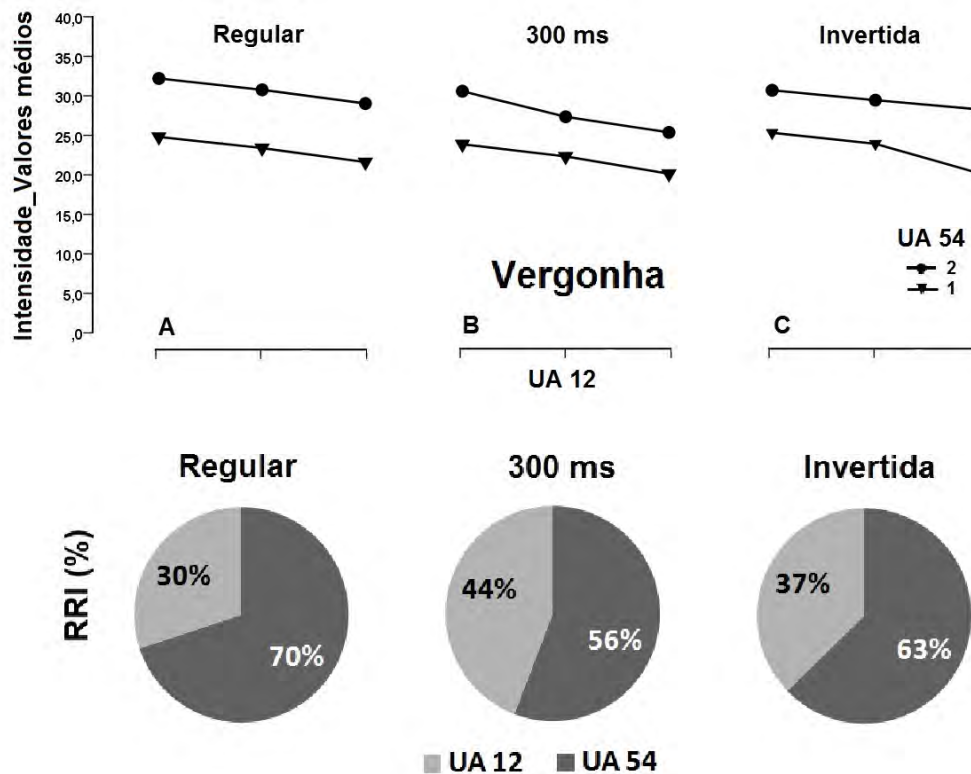 40,0
35,0
30,0
25,0
20,0
15,0
10,0
5,0
,0
Intensidade_Valores médios
Regular
300 ms
Invertida
UA 54
2
1
Vergonha
A
B
C
UA 12
Regular
300 ms
Invertida
RRI (%)
30%
70%
44%
56%
37%
63%
UA 12
UA 54